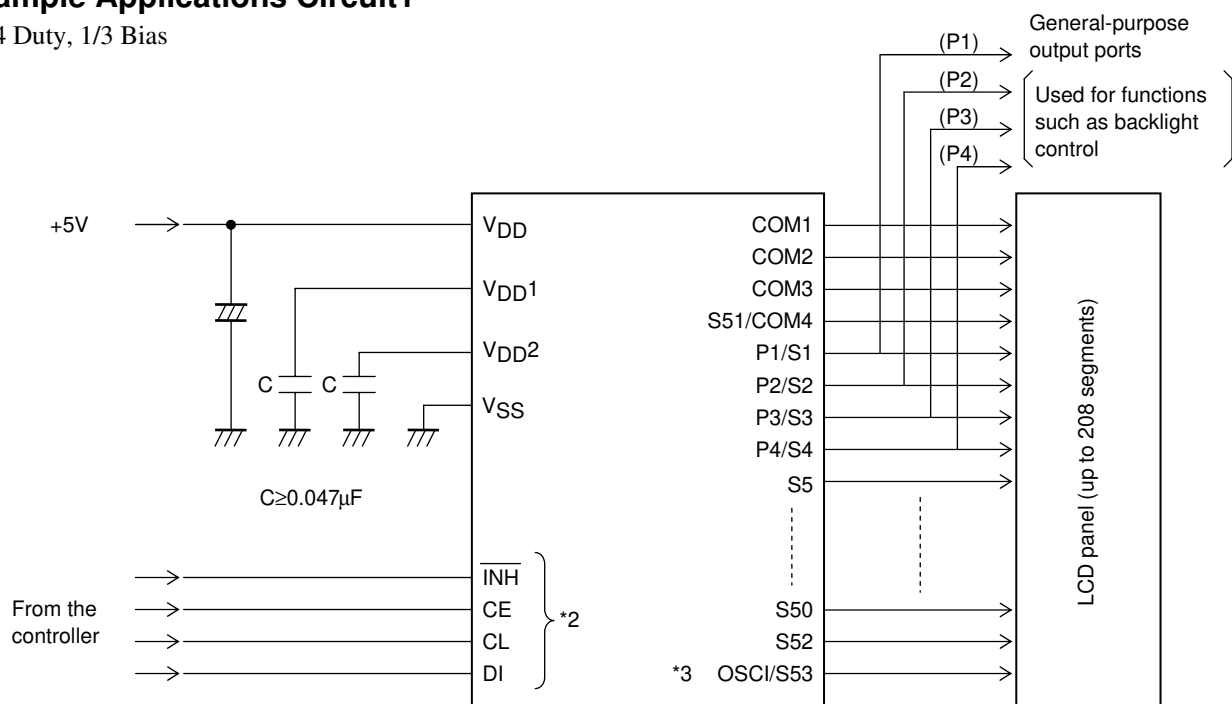 ample Applications Circuit1
4 Duty, 1/3 Bias
General-purpose
output ports
(P1)
(P2)
(P3)
(P4)
Used for functions
such as backlight
control
+5V
VDD
VDD1
VDD2
VSS
C
C
C≥0.047µF
COM1
COM2
COM3
S51/COM4
P1/S1
P2/S2
P3/S3
P4/S4
S5
S50
S52
*3 OSCI/S53
LCD panel (up to 208 segments)
From the
controller
INH
CE
CL
DI
*2